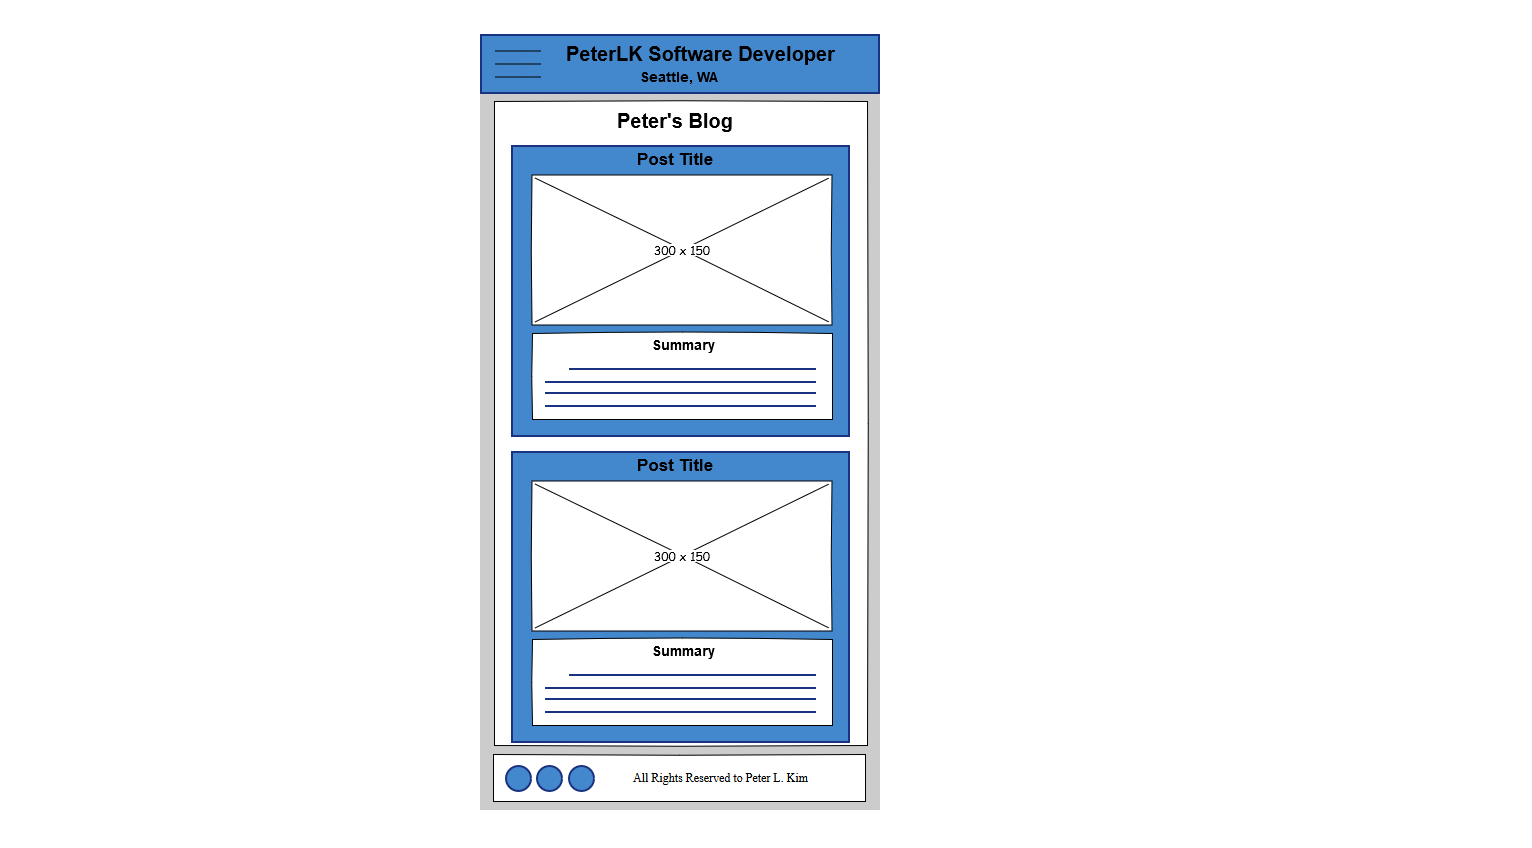 PeterLK Software Developer
Seattle, WA
Peter's Blog
Post Title
300 x 150
Summary
Post Title
300 x 150
Summary
All Rights Reserved to Peter L. Kim